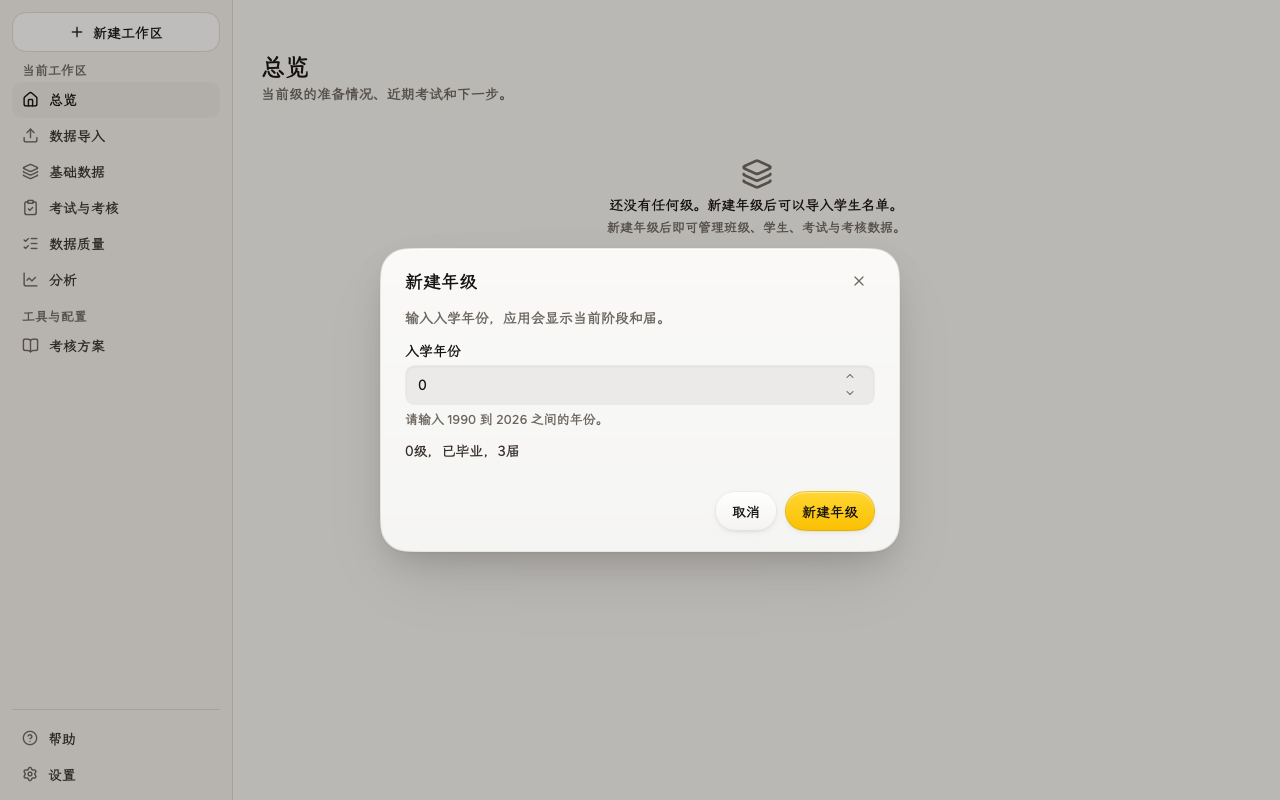 新建工作区
当前工作区
总览
数据导入
基础数据
考试与考核
数据质量
分析
工具与配置
考核方案
帮助
设置
总览
当前级的准备情况、近期考试和下一步。
还没有任何级。新建年级后可以导入学生名单。
新建年级后即可管理班级、学生、考试与考核数据。
新建年级
输入入学年份，应用会显示当前阶段和届。
入学年份
0
请输入 1990 到 2026 之间的年份。
0级，已毕业，3届
取消
新建年级